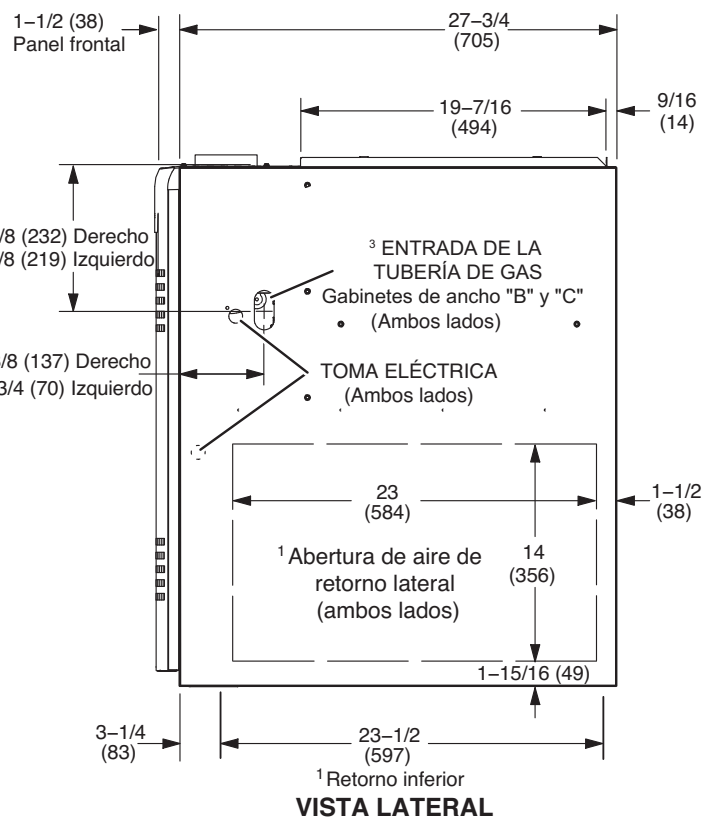 1–1/2 (38)
Panel frontal
27–3/4
(705)
19–7/16
(494)
9/16
(14)
/8 (232) Derecho
/8 (219) Izquierdo
³ ENTRADA DE LA
TUBERÍA DE GAS
Gabinetes de ancho "B" y "C"
(Ambos lados)
/8 (137) Derecho
3/4 (70) Izquierdo
TOMA ELÉCTRICA
(Ambos lados)
23
(584)
1–1/2
(38)
¹ Abertura de aire de
retorno lateral
(ambos lados)
14
(356)
1–15/16 (49)
3–1/4
(83)
23–1/2
(597)
¹ Retorno inferior
VISTA LATERAL